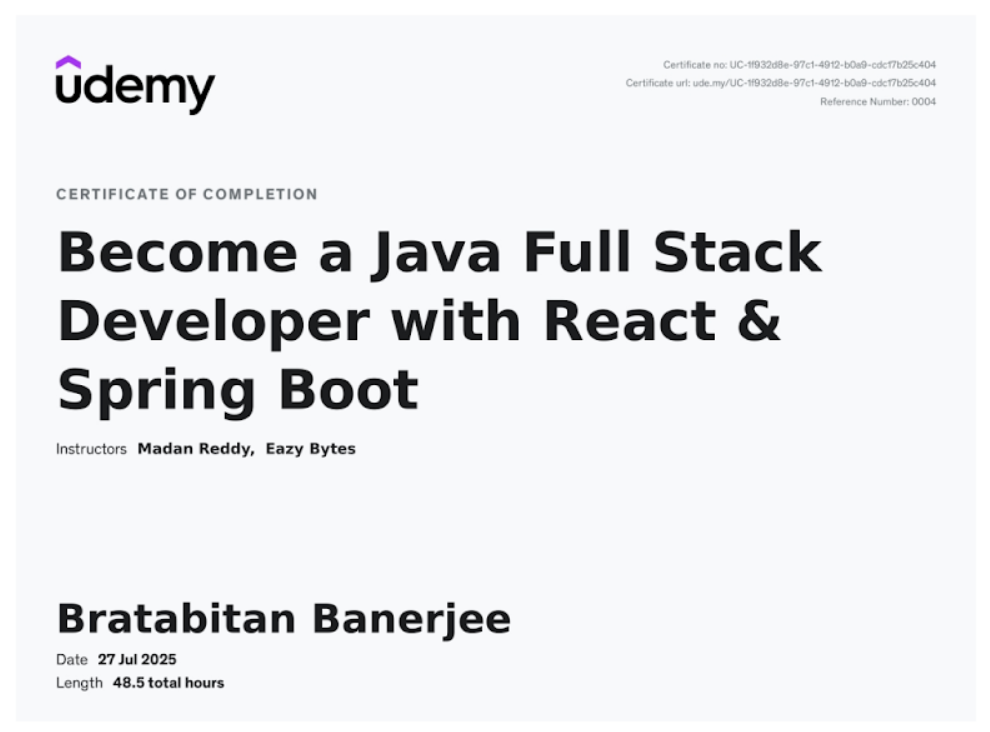 udemy
Certificate no: UC-1f932d8e-97c1-4912-b0a9-cdcf7b25c404
Certificate url: ude.my/UC-1f932d8e-97c1-4912-b0a9-cdcf7b25c404
Reference Number: 0004
CERTIFICATE OF COMPLETION
Become a Java Full Stack
Developer with React &
Spring Boot
Instructors Madan Reddy, Eazy Bytes
Bratabitan Banerjee
Date 27 Jul 2025
Length 48.5 total hours